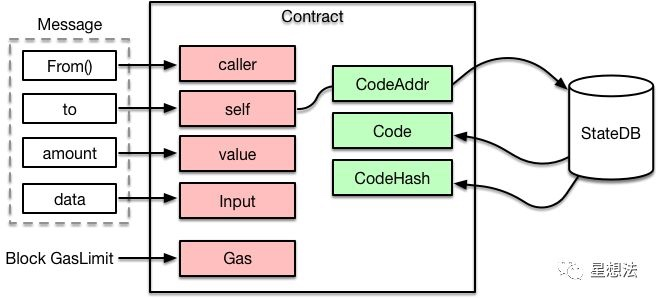 Message
Contract
From()
caller
CodeAddr
to
self
StateDB
Code
amount
value
CodeHash
data
Input
Block GasLimit
Gas
星想法